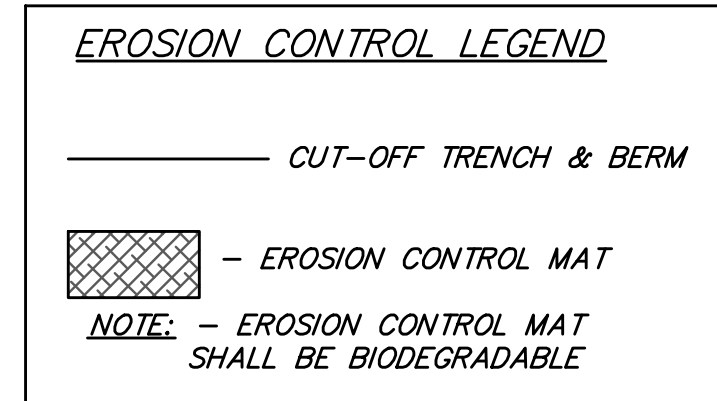 EROSION CONTROL LEGEND
CUT-OFF TRENCH & BERM
- EROSION CONTROL MAT
NOTE: - EROSION CONTROL MAT
SHALL BE BIODEGRADABLE